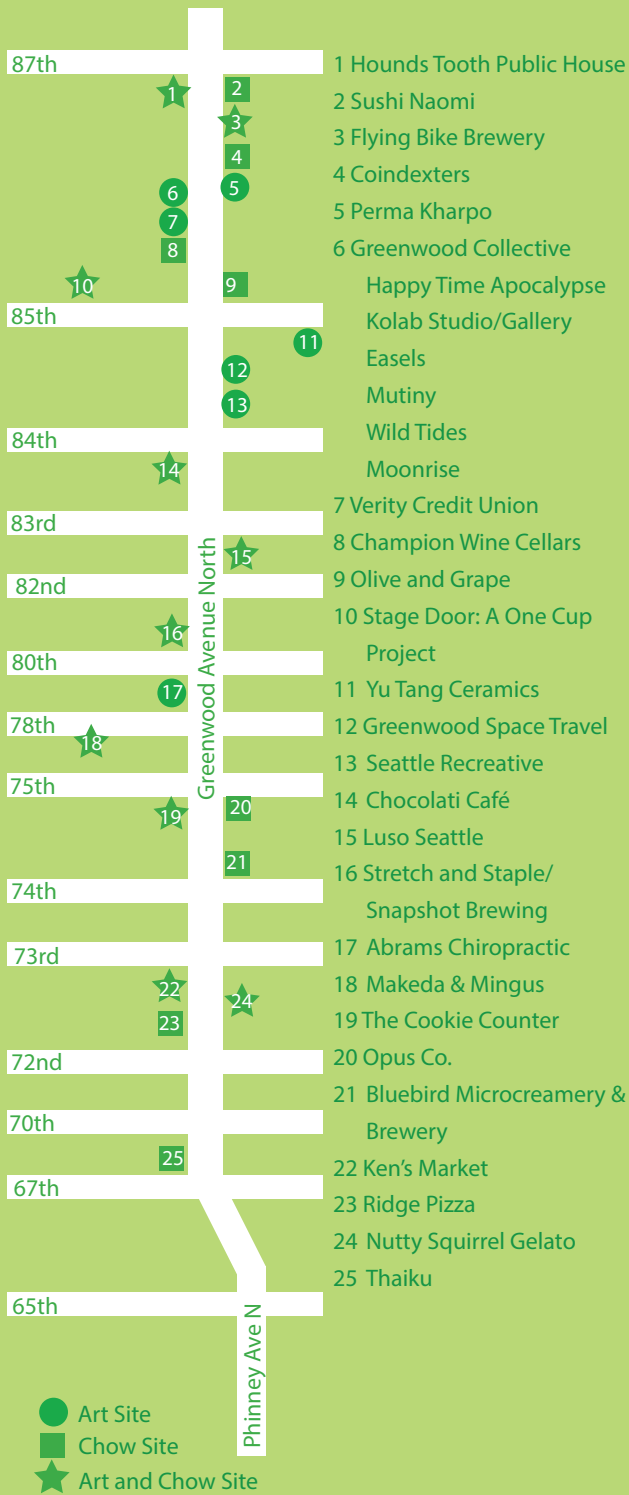 87th
1
2
3
4
5
6
7
8
9
10
85th
11
12
13
84th
14
83rd
15
82nd
16
80th
17
78th
18
75th
19
20
21
74th
73rd
22
24
23
72nd
70th
25
67th
65th
Greenwood Avenue North
Phinney Ave N
1 Hounds Tooth Public House
2 Sushi Naomi
3 Flying Bike Brewery
4 Coindexters
5 Perma Kharpo
6 Greenwood Collective
Happy Time Apocalypse
Kolab Studio/Gallery
Easels
Mutiny
Wild Tides
Moonrise
7 Verity Credit Union
8 Champion Wine Cellars
9 Olive and Grape
10 Stage Door: A One Cup
Project
11 Yu Tang Ceramics
12 Greenwood Space Travel
13 Seattle Recreative
14 Chocolati Café
15 Luso Seattle
16 Stretch and Staple/
Snapshot Brewing
17 Abrams Chiropractic
18 Makeda & Mingus
19 The Cookie Counter
20 Opus Co.
21 Bluebird Microcreamery &
Brewery
22 Ken's Market
23 Ridge Pizza
24 Nutty Squirrel Gelato
25 Thaiku
Art Site
Chow Site
Art and Chow Site